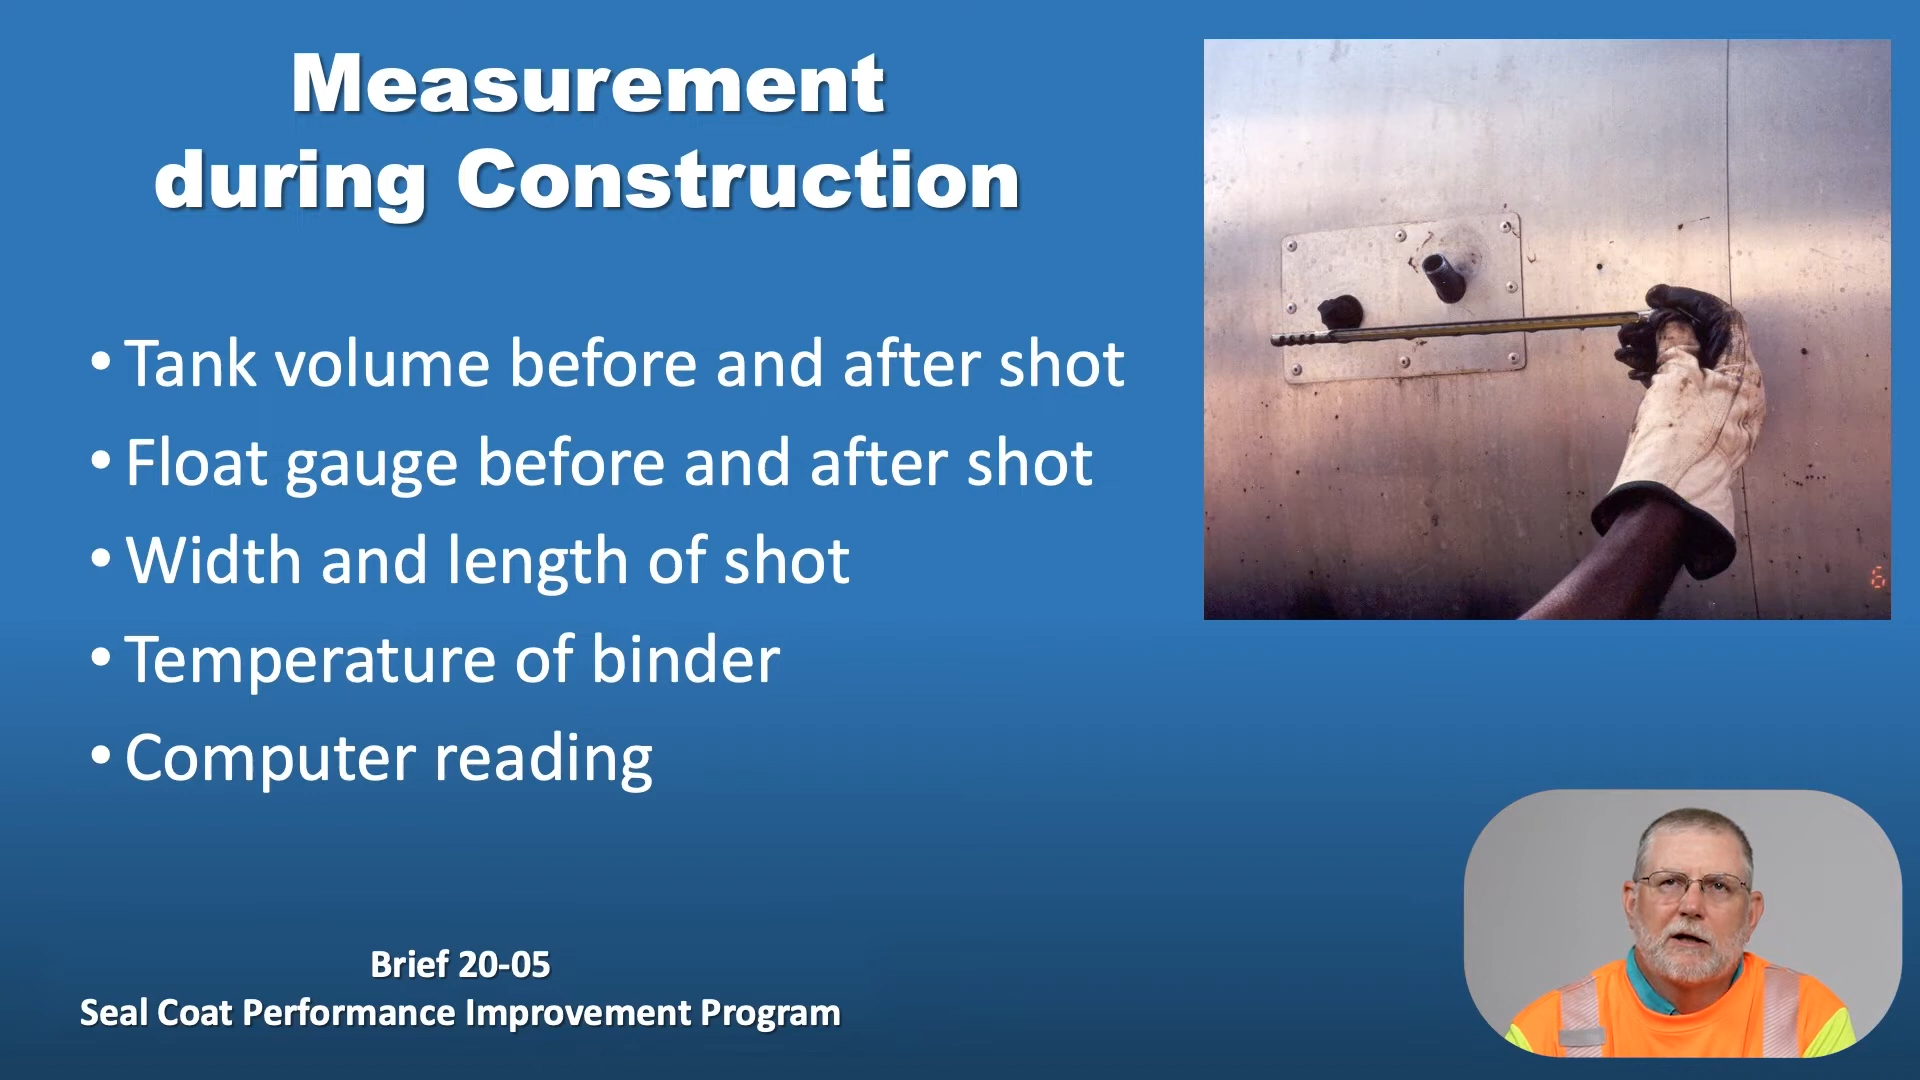 Measurement
during Construction
• Tank volume before and after shot
• Float gauge before and after shot
• Width and length of shot
• Temperature of binder
• Computer reading
Brief 20-05
Seal Coat Performance Improvement Program
6